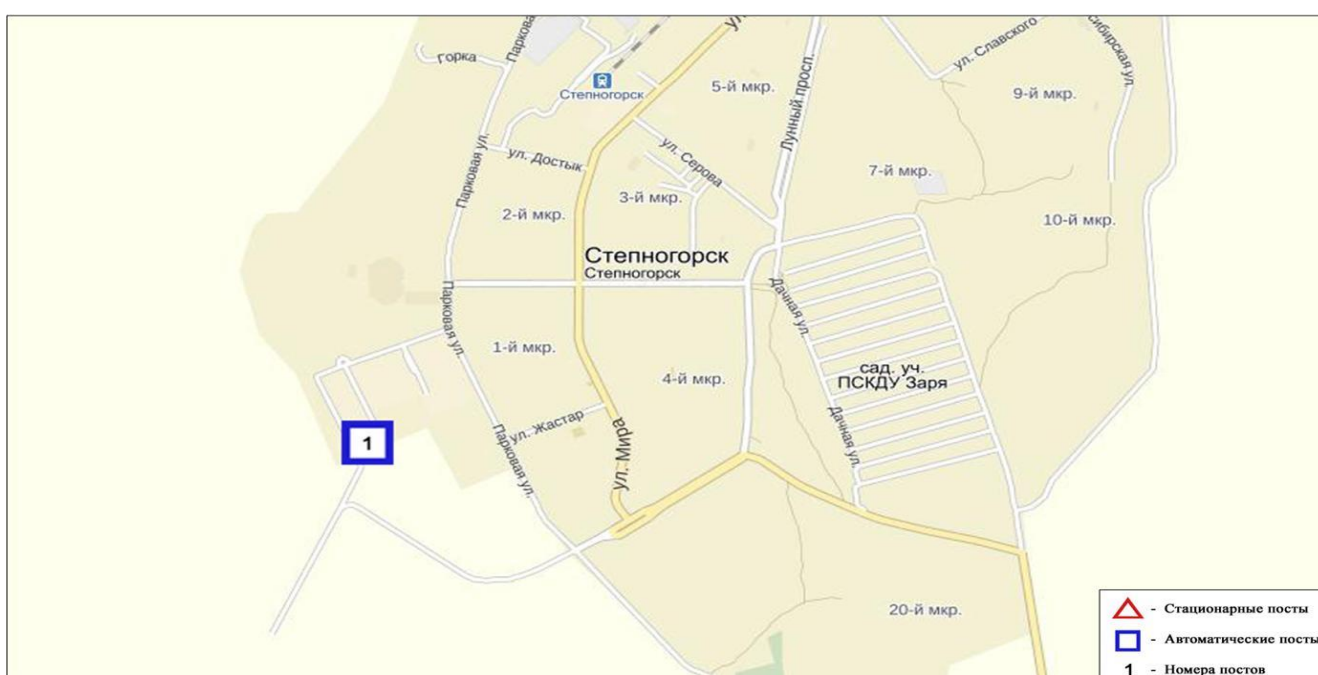 Горка
Парковая
Степногорск
5-й мкр.
Лунный просп.
ул. Славского
9-й мкр.
ул. Достык
Парковая ул.
ул. Серова
7-й мкр.
2-й мкр.
3-й мкр.
10-й мкр.
Степногорск
Степногорск
Парковая ул.
Дачная ул.
1-й мкр.
4-й мкр.
сад. уч.
ПСКДУ Заря
1
ул. Жастар
ул. Мира
Парковая ул.
Дачная ул.
20-й мкр.
- Стационарные посты
- Автоматические посты
1 - Номера постов